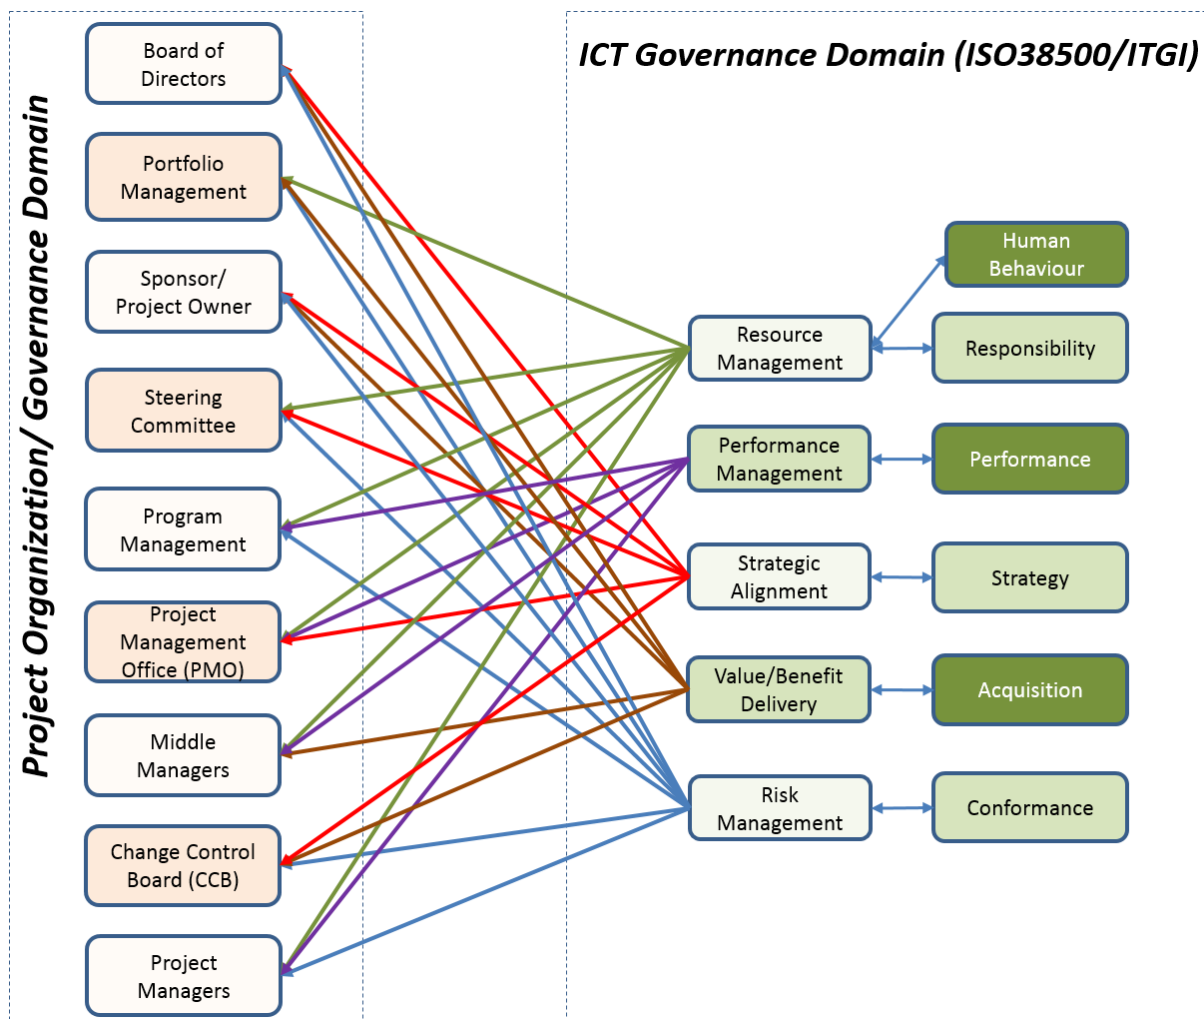 Project Organization/ Governance Domain
Board of
Directors
Portfolio
Management
Sponsor/
Project Owner
Steering
Committee
Program
Management
Project
Management
Office (PMO)
Middle
Managers
Change Control
Board (CCB)
Project
Managers
ICT Governance Domain (ISO38500/ITGI)
Resource
Management
Performance
Management
Strategic
Alignment
Value/Benefit
Delivery
Risk
Management
Human
Behaviour
Responsibility
Performance
Strategy
Acquisition
Conformance